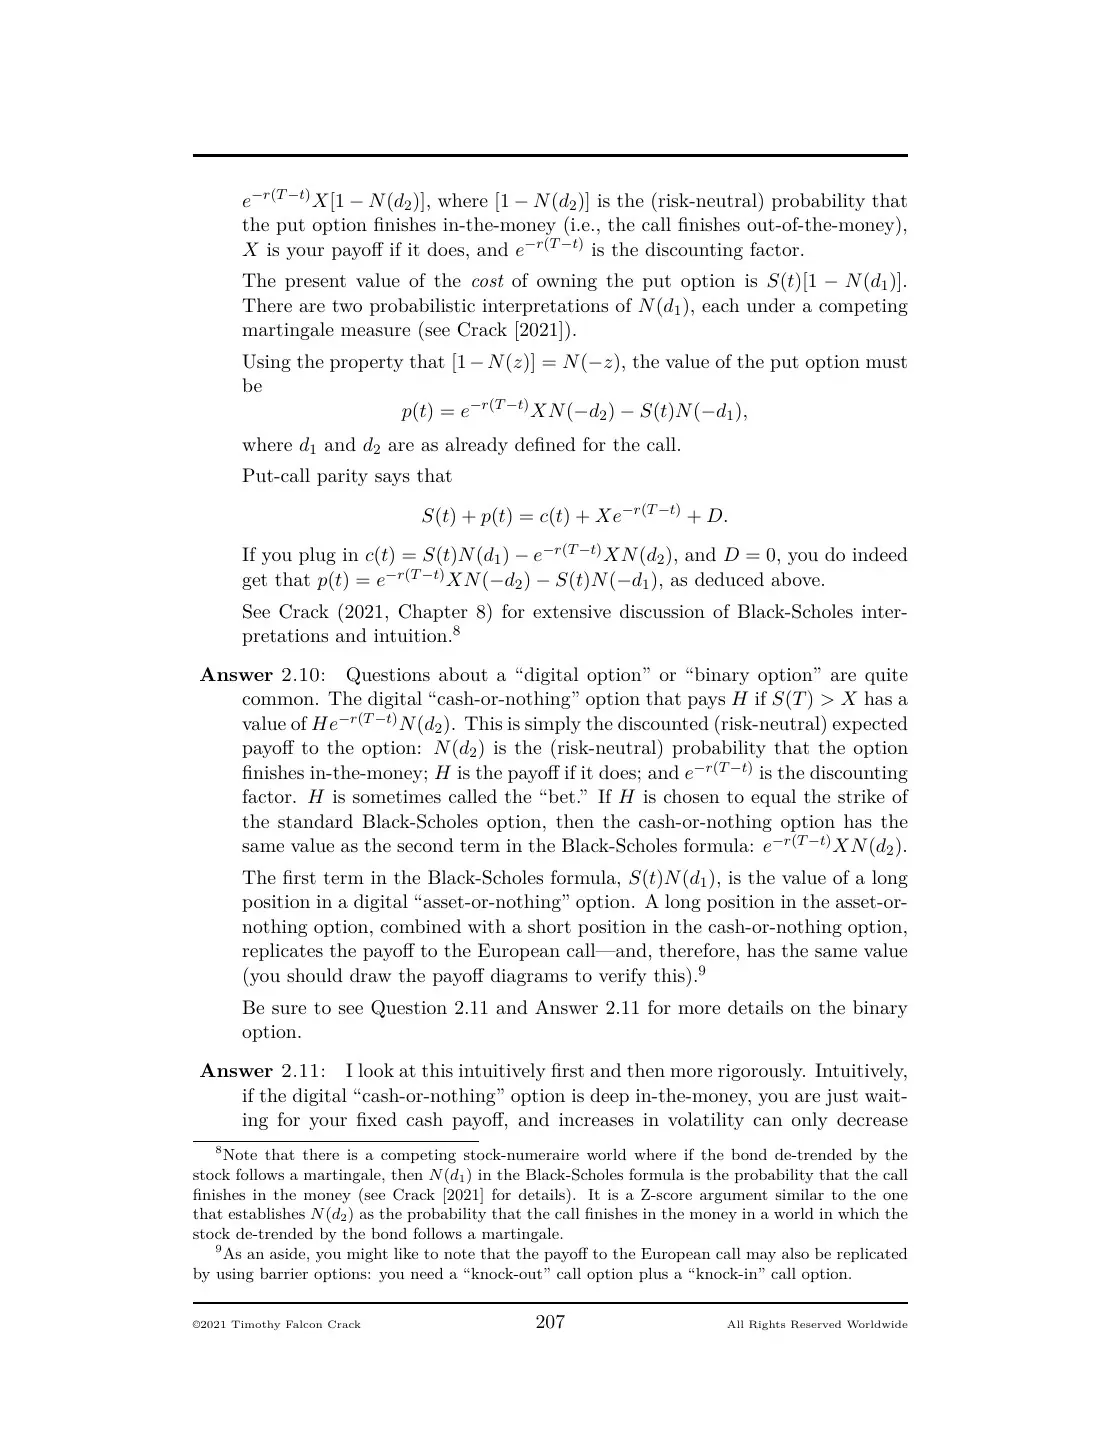 e^{−r(T−t)}X[1 − N(d₂)], where [1 − N(d₂)] is the (risk-neutral) probability that
the put option finishes in-the-money (i.e., the call finishes out-of-the-money),
X is your payoff if it does, and e^{−r(T−t)} is the discounting factor.
The present value of the cost of owning the put option is S(t)[1 − N(d₁)].
There are two probabilistic interpretations of N(d₁), each under a competing
martingale measure (see Crack [2021]).
Using the property that [1−N(z)] = N(−z), the value of the put option must
be
p(t) = e^{−r(T−t)}XN(−d₂) − S(t)N(−d₁),
where d₁ and d₂ are as already defined for the call.
Put-call parity says that
S(t) + p(t) = c(t) + Xe^{−r(T−t)} + D.
If you plug in c(t) = S(t)N(d₁) − e^{−r(T−t)}XN(d₂), and D = 0, you do indeed
get that p(t) = e^{−r(T−t)}XN(−d₂) − S(t)N(−d₁), as deduced above.
See Crack (2021, Chapter 8) for extensive discussion of Black-Scholes inter-
pretations and intuition.⁸
Answer 2.10: Questions about a “digital option” or “binary option” are quite
common. The digital “cash-or-nothing” option that pays H if S(T) > X has a
value of He^{−r(T−t)}N(d₂). This is simply the discounted (risk-neutral) expected
payoff to the option: N(d₂) is the (risk-neutral) probability that the option
finishes in-the-money; H is the payoff if it does; and e^{−r(T−t)} is the discounting
factor. H is sometimes called the “bet.” If H is chosen to equal the strike of
the standard Black-Scholes option, then the cash-or-nothing option has the
same value as the second term in the Black-Scholes formula: e^{−r(T−t)}XN(d₂).
The first term in the Black-Scholes formula, S(t)N(d₁), is the value of a long
position in a digital “asset-or-nothing” option. A long position in the asset-or-
nothing option, combined with a short position in the cash-or-nothing option,
replicates the payoff to the European call—and, therefore, has the same value
(you should draw the payoff diagrams to verify this).⁹
Be sure to see Question 2.11 and Answer 2.11 for more details on the binary
option.
Answer 2.11: I look at this intuitively first and then more rigorously. Intuitively,
if the digital “cash-or-nothing” option is deep in-the-money, you are just wait-
ing for your fixed cash payoff, and increases in volatility can only decrease
⁸Note that there is a competing stock-numeraire world where if the bond de-trended by the
stock follows a martingale, then N(d₁) in the Black-Scholes formula is the probability that the call
finishes in the money (see Crack [2021] for details). It is a Z-score argument similar to the one
that establishes N(d₂) as the probability that the call finishes in the money in a world in which the
stock de-trended by the bond follows a martingale.
⁹As an aside, you might like to note that the payoff to the European call may also be replicated
by using barrier options: you need a “knock-out” call option plus a “knock-in” call option.
©2021 Timothy Falcon Crack 207 All Rights Reserved Worldwide